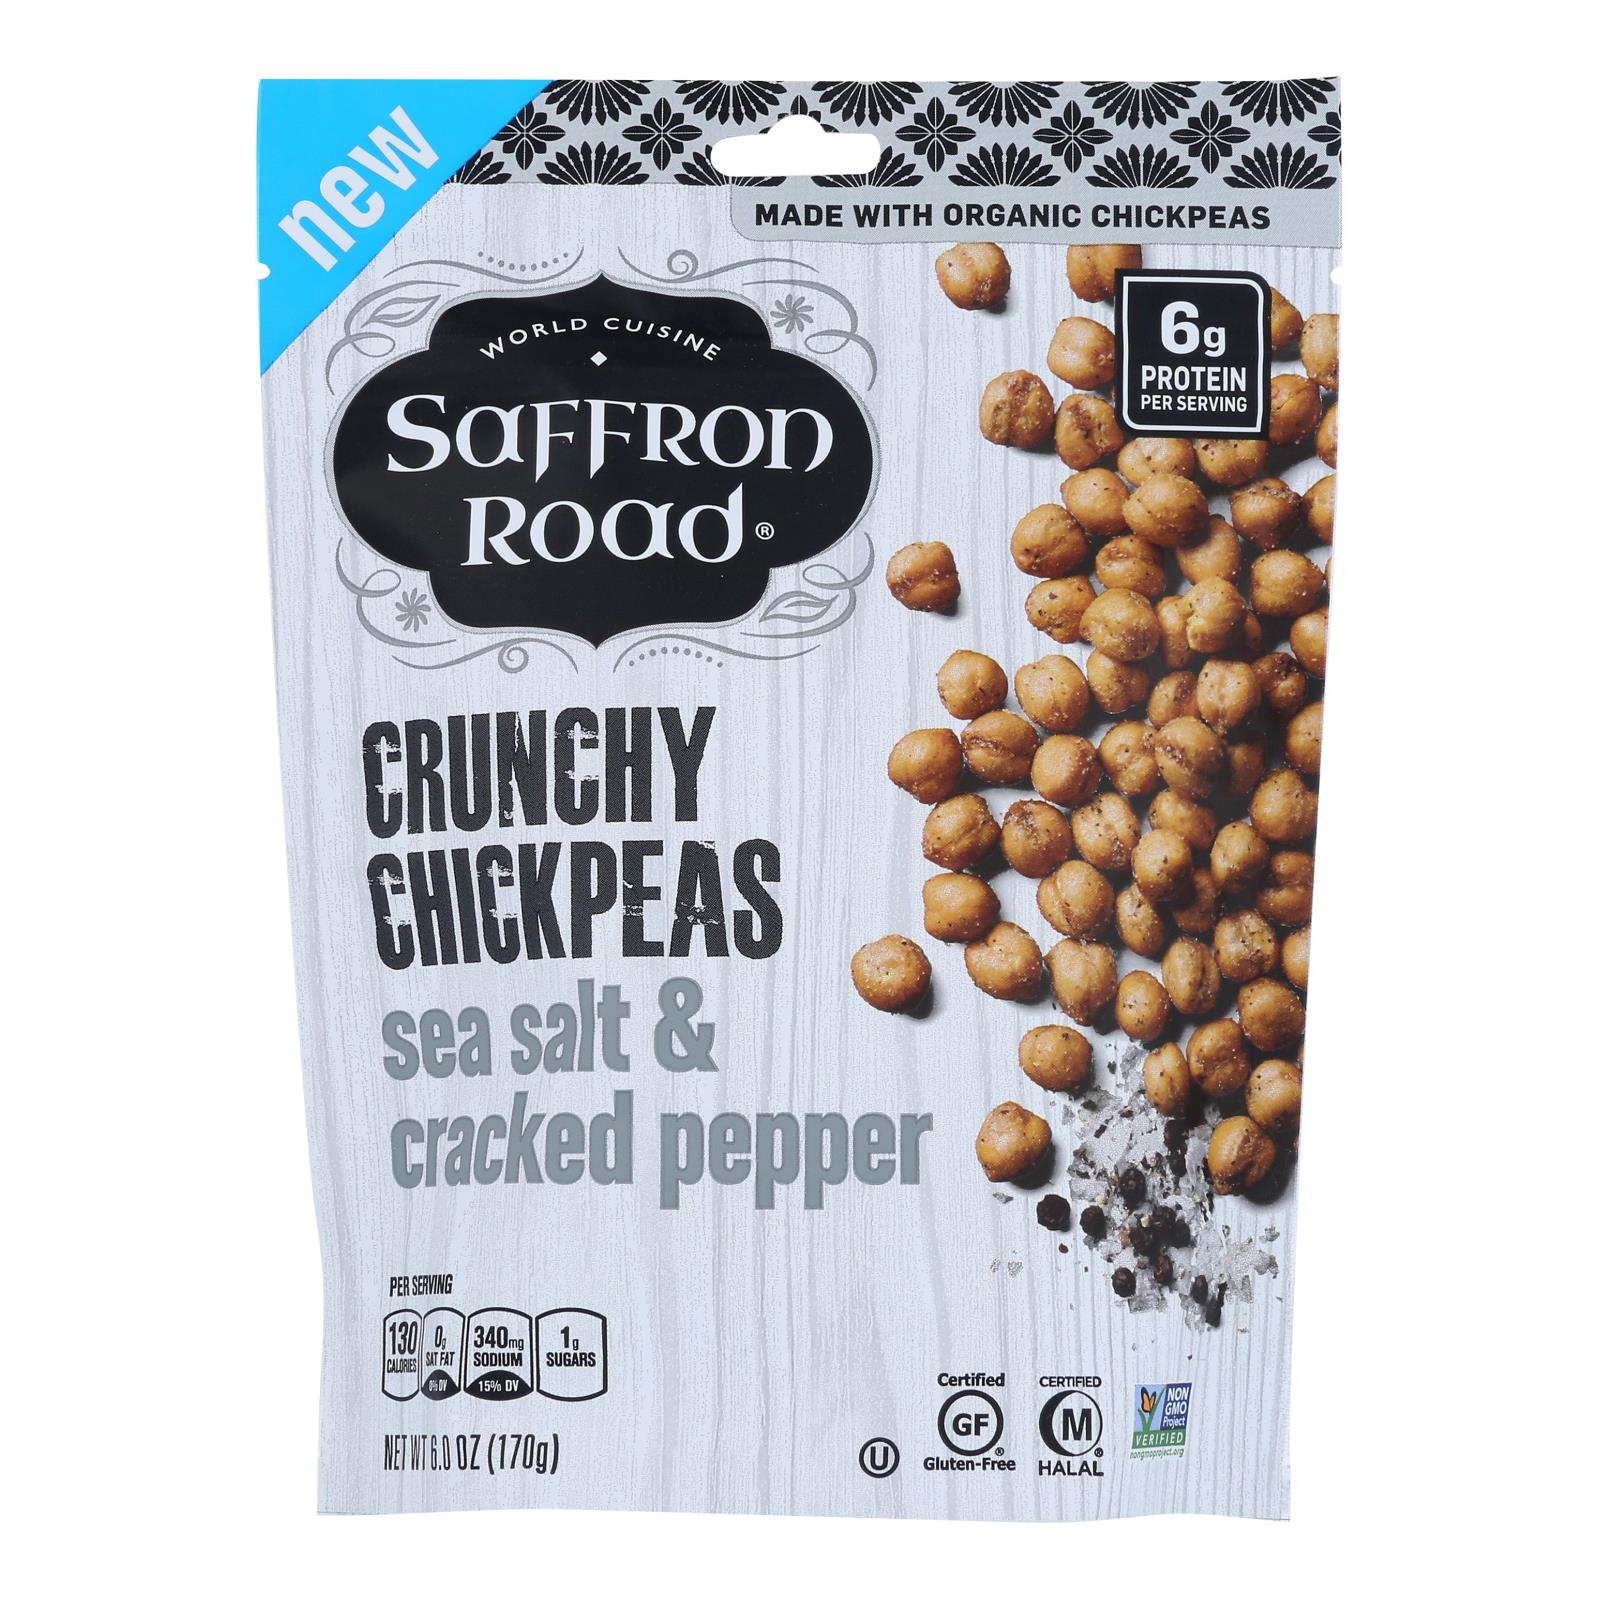 new
MADE WITH ORGANIC CHICKPEAS
WORLD CUISINE
Saffron
Road®
6g
PROTEIN
PER SERVING
CRUNCHY
CHICKPEAS
sea salt &
cracked pepper
PER SERVING
130
CALORIES
0g
SAT FAT
0% DV
340mg
SODIUM
15% DV
1g
SUGARS
NET WT 6.0 OZ (170g)
U
Certified
GF®
Gluten-Free
CERTIFIED
M®
HALAL
NON
GMO
Project
VERIFIED
nongmoproject.org